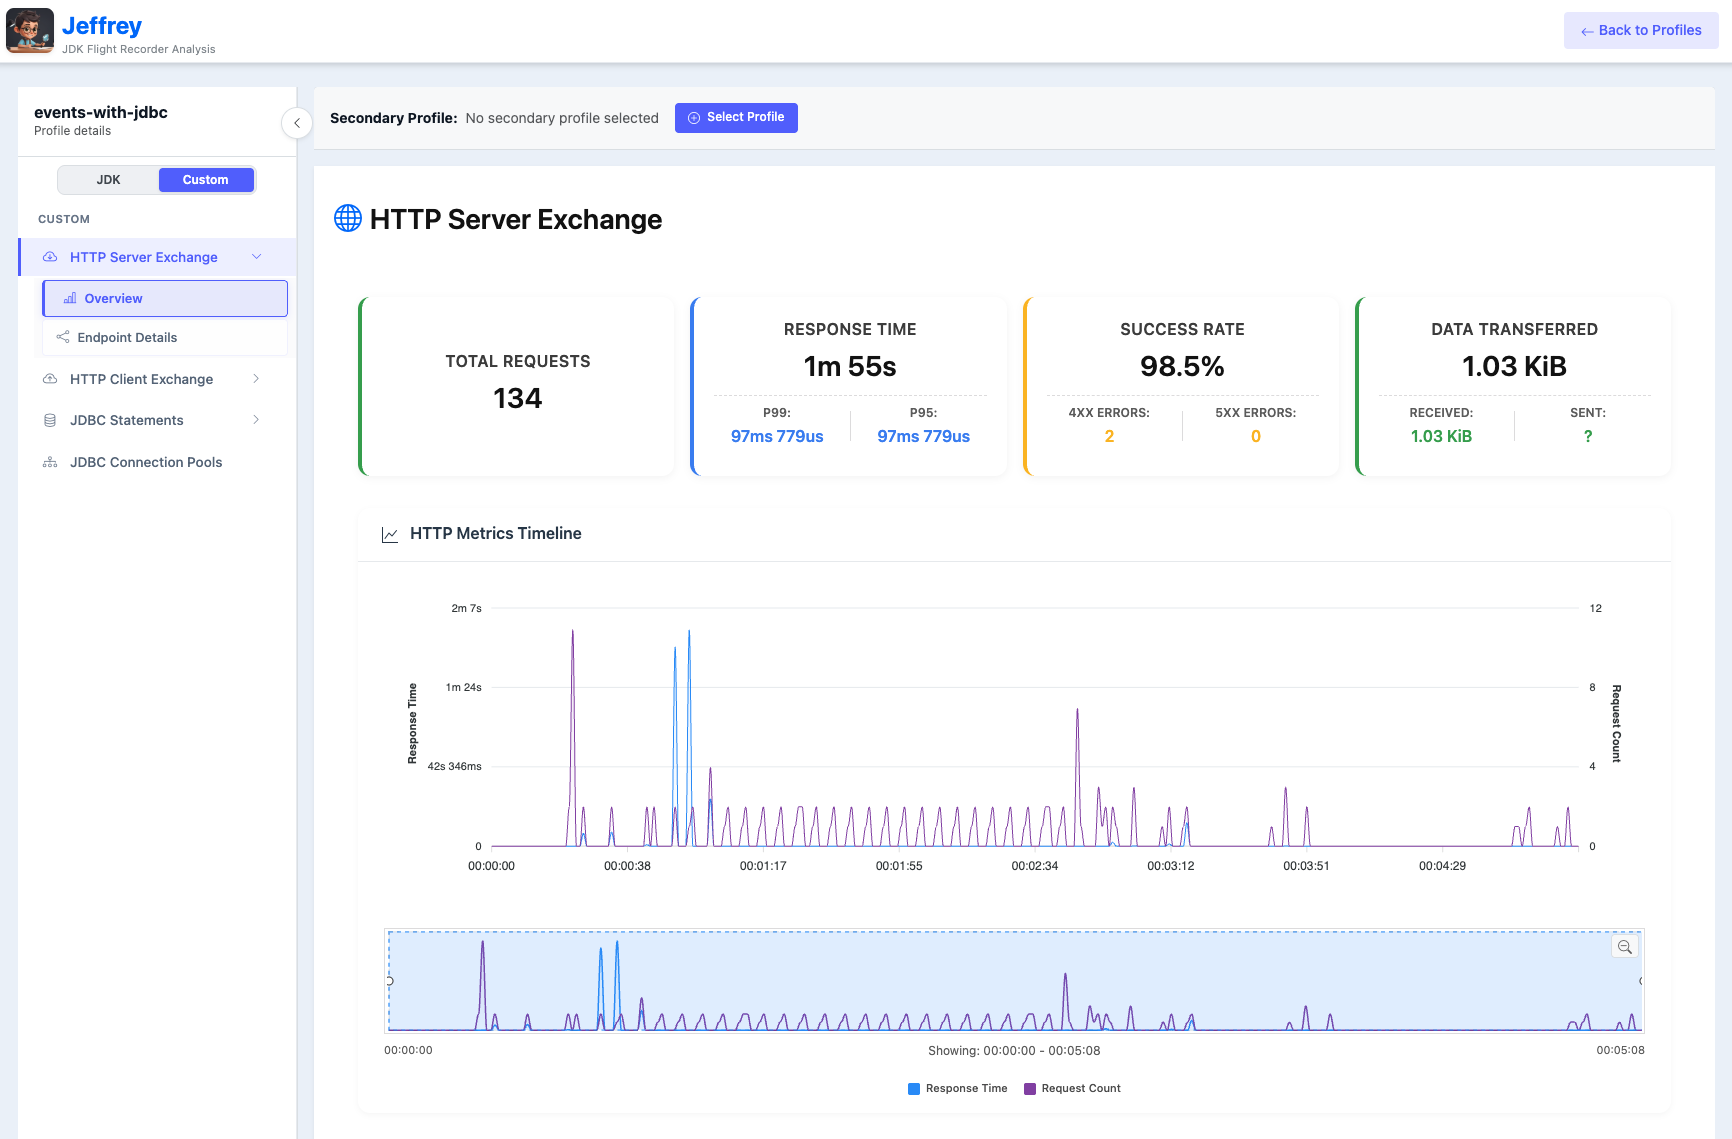 Jeffrey
JDK Flight Recorder Analysis
← Back to Profiles
events-with-jdbc
Profile details
JDK
Custom
CUSTOM
HTTP Server Exchange
Overview
Endpoint Details
HTTP Client Exchange
JDBC Statements
JDBC Connection Pools
Secondary Profile: No secondary profile selected
Select Profile
HTTP Server Exchange
TOTAL REQUESTS
134
RESPONSE TIME
1m 55s
P99:
97ms 779us
P95:
97ms 779us
SUCCESS RATE
98.5%
4XX ERRORS:
2
5XX ERRORS:
0
DATA TRANSFERRED
1.03 KiB
RECEIVED:
1.03 KiB
SENT:
?
HTTP Metrics Timeline
Response Time
2m 7s
1m 24s
42s 346ms
0
12
8
4
0
Request Count
00:00:00
00:00:38
00:01:17
00:01:55
00:02:34
00:03:12
00:03:51
00:04:29
00:00:00
Showing: 00:00:00 - 00:05:08
00:05:08
Response Time
Request Count